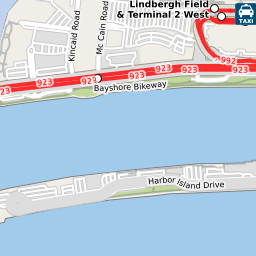 Lindbergh Field
& Terminal 2 West
TAXI
Kincaid Road
Mc Cain Road
992
923
923
923
923
923
923
923
Bayshore Bikeway
Harbor Island Drive